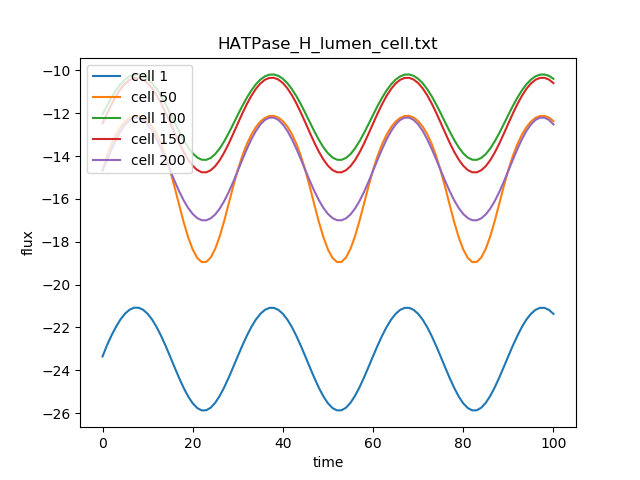 HATPase_H_lumen_cell.txt
cell 1
cell 50
cell 100
cell 150
cell 200
−10
−12
−14
−16
−18
−20
−22
−24
−26
flux
0
20
40
60
80
100
time